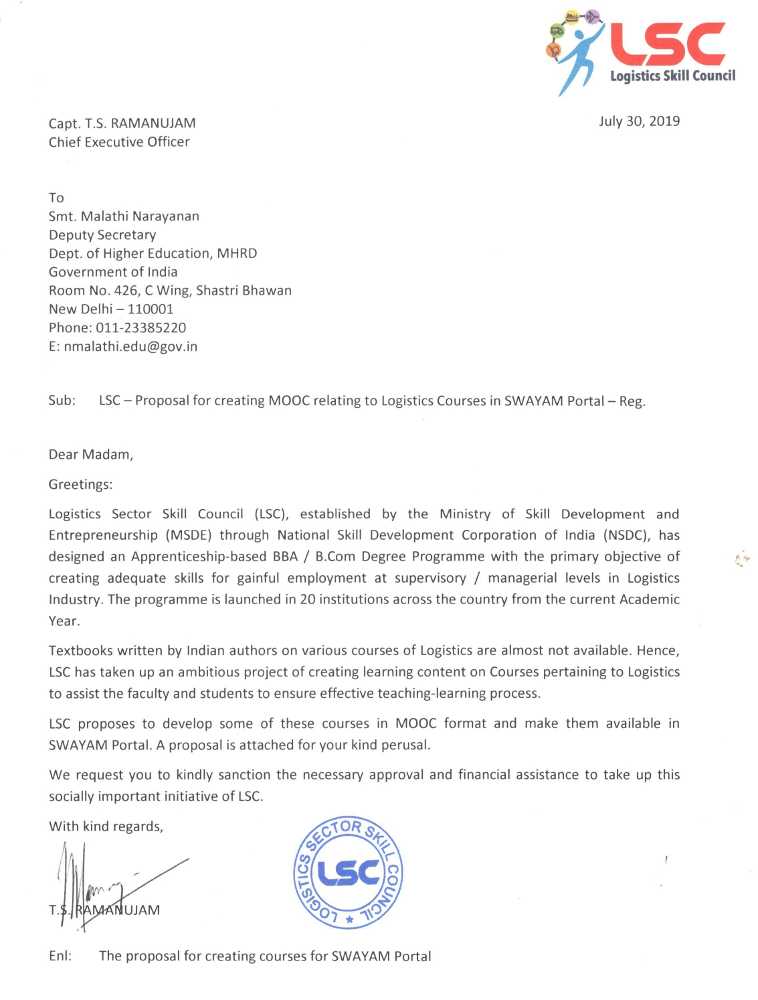 LSC
Logistics Skill Council
Capt. T.S. RAMANUJAM
July 30, 2019
Chief Executive Officer
To
Smt. Malathi Narayanan
Deputy Secretary
Dept. of Higher Education, MHRD
Government of India
Room No. 426, C Wing, Shastri Bhawan
New Delhi – 110001
Phone: 011-23385220
E: nmalathi.edu@gov.in
Sub: LSC – Proposal for creating MOOC relating to Logistics Courses in SWAYAM Portal – Reg.
Dear Madam,
Greetings:
Logistics Sector Skill Council (LSC), established by the Ministry of Skill Development and
Entrepreneurship (MSDE) through National Skill Development Corporation of India (NSDC), has
designed an Apprenticeship-based BBA / B.Com Degree Programme with the primary objective of
creating adequate skills for gainful employment at supervisory / managerial levels in Logistics
Industry. The programme is launched in 20 institutions across the country from the current Academic
Year.
Textbooks written by Indian authors on various courses of Logistics are almost not available. Hence,
LSC has taken up an ambitious project of creating learning content on Courses pertaining to Logistics
to assist the faculty and students to ensure effective teaching-learning process.
LSC proposes to develop some of these courses in MOOC format and make them available in
SWAYAM Portal. A proposal is attached for your kind perusal.
We request you to kindly sanction the necessary approval and financial assistance to take up this
socially important initiative of LSC.
With kind regards,
LOGISTICS SECTOR SKILL COUNCIL
LSC
T.S. RAMANUJAM
Enl: The proposal for creating courses for SWAYAM Portal